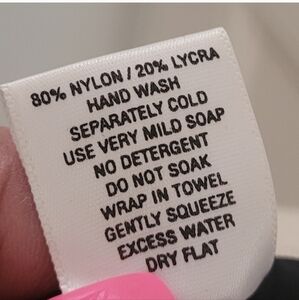 80% NYLON / 20% LYCRA
HAND WASH
SEPARATELY COLD
USE VERY MILD SOAP
NO DETERGENT
DO NOT SOAK
WRAP IN TOWEL
GENTLY SQUEEZE
EXCESS WATER
DRY FLAT